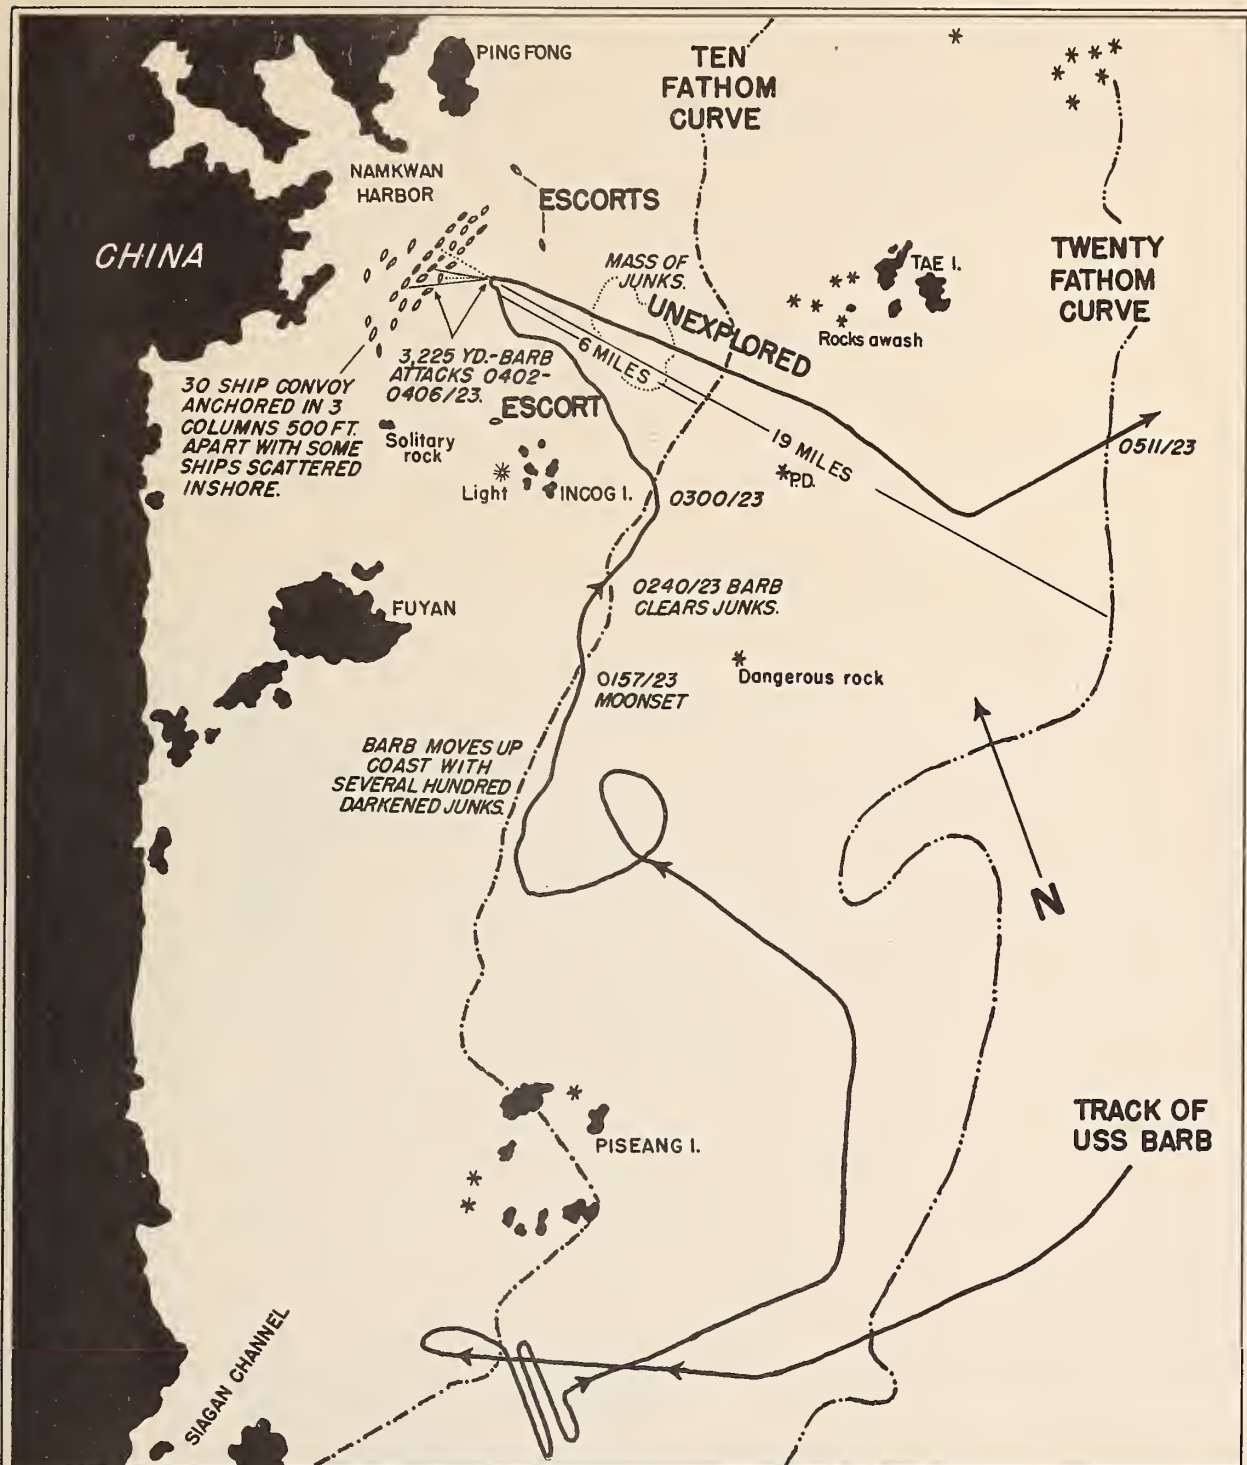 PING FONG
TEN
FATHOM
CURVE
NAMKWAN
HARBOR
ESCORTS
CHINA
MASS OF
JUNKS.
UNEXPLORED
TAE I.
TWENTY
FATHOM
CURVE
Rocks awash
6 MILES
3,225 YD.-BARB
ATTACKS 0402-
0406/23.
30 SHIP CONVOY
ANCHORED IN 3
COLUMNS 500 FT.
APART WITH SOME
SHIPS SCATTERED
INSHORE.
ESCORT
Solitary
rock
19 MILES
0511/23
Light
INCOG I.
P.D.
0300/23
0240/23 BARB
CLEARS JUNKS.
FUYAN
Dangerous rock
0157/23
MOONSET
BARB MOVES UP
COAST WITH
SEVERAL HUNDRED
DARKENED JUNKS.
N
TRACK OF
USS BARB
PISEANG I.
SIAGAN CHANNEL